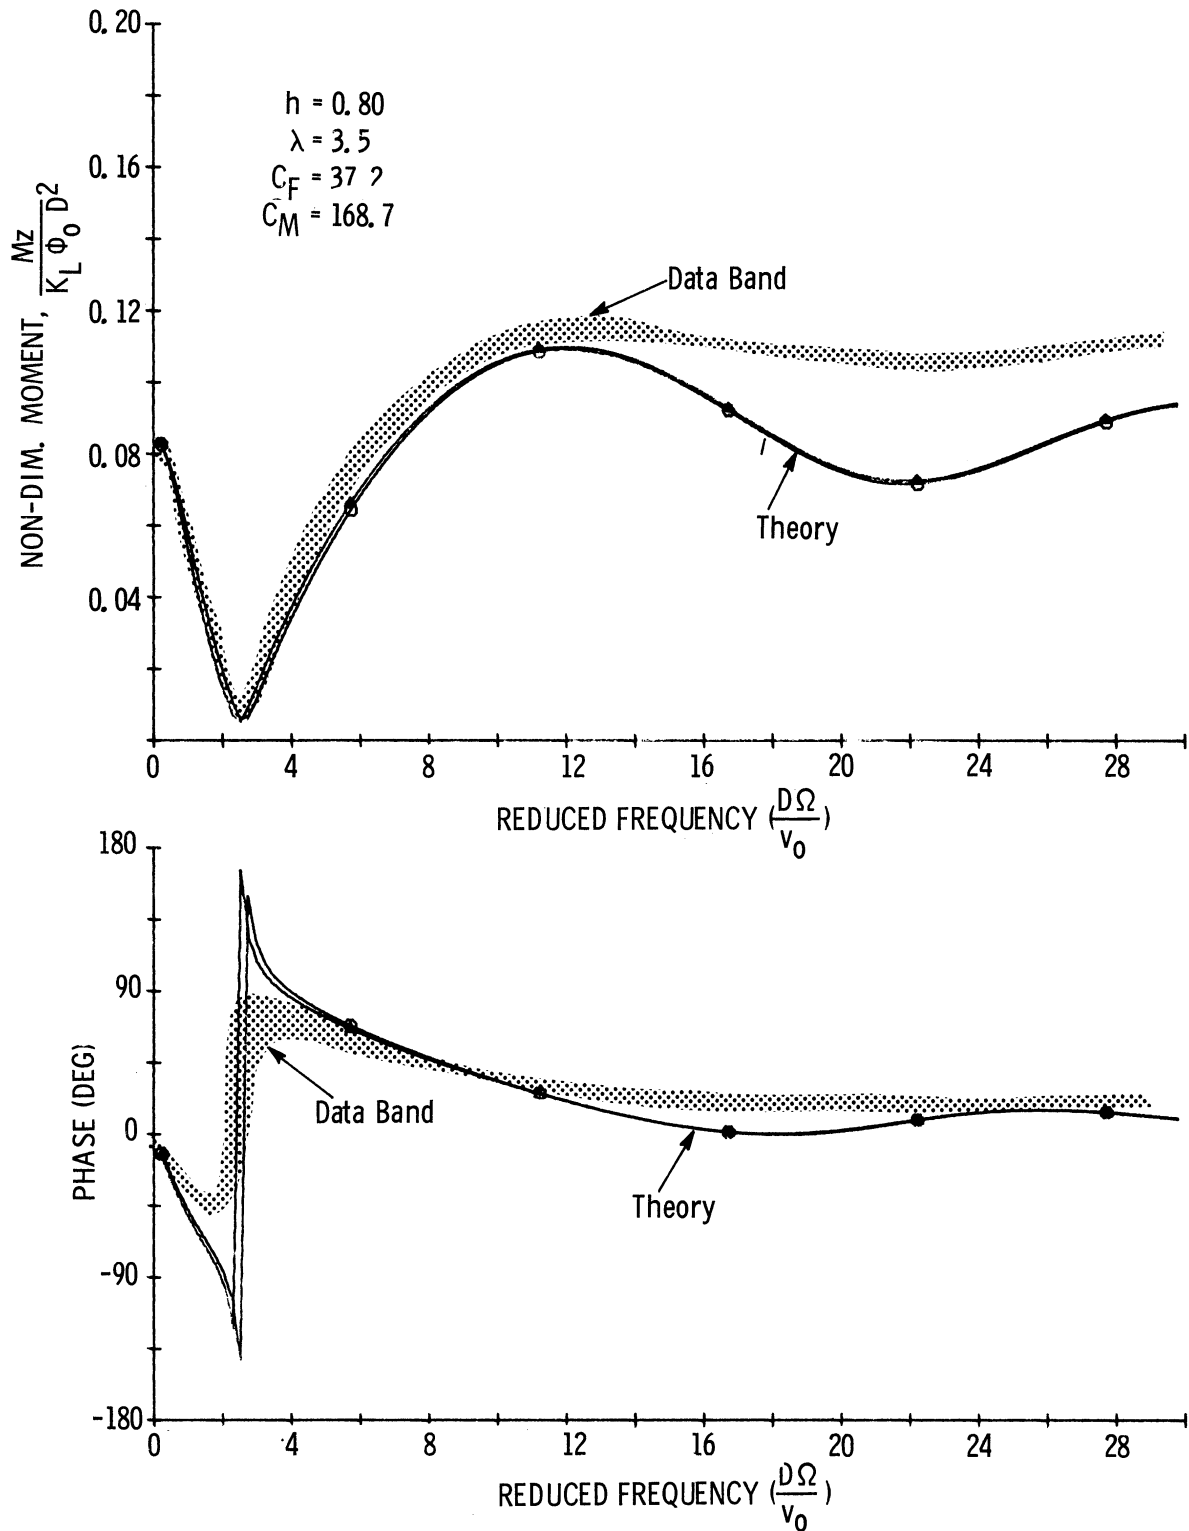 0.20
h = 0.80
λ = 3.5
C_F = 37 ?
C_M = 168.7
0.16
0.12
0.08
0.04
NON-DIM. MOMENT, Mz / K_L Φ_o D²
Data Band
Theory
0 4 8 12 16 20 24 28
REDUCED FREQUENCY (DΩ / v_o)
180
90
0
-90
-180
PHASE (DEG)
Data Band
Theory
0 4 8 12 16 20 24 28
REDUCED FREQUENCY (DΩ / v_o)